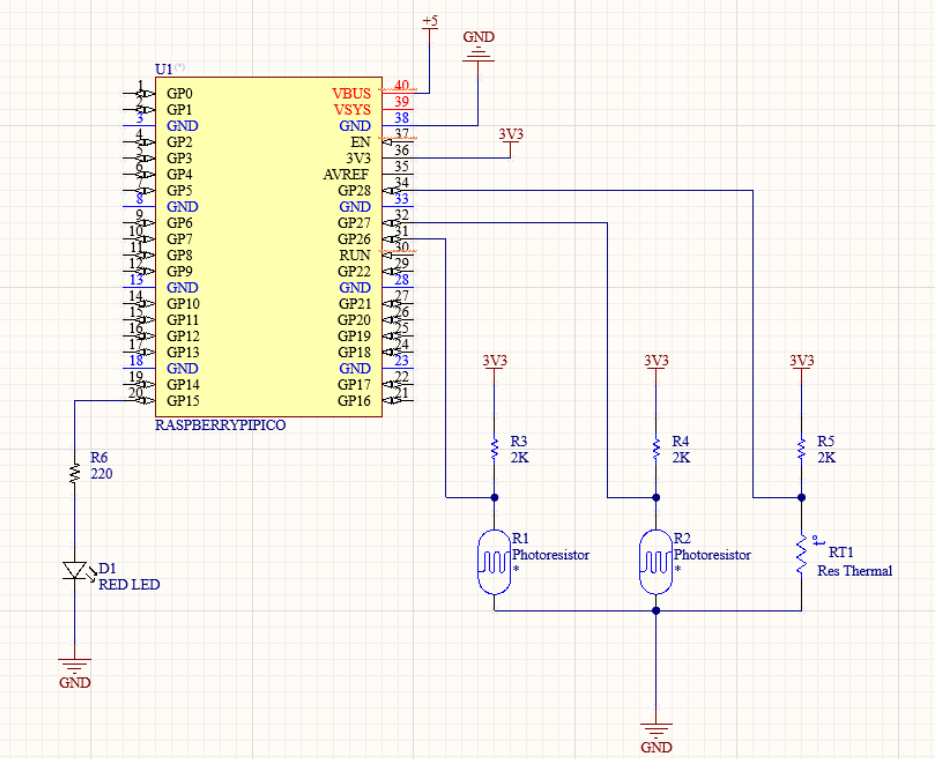 +5
GND
U1(*)
1 GP0 VBUS 40
2 GP1 VSYS 39
3 GND GND 38
4 GP2 EN 37
5 GP3 3V3 36 3V3
6 GP4 AVREF 35
7 GP5 GP28 34
8 GND GND 33
9 GP6 GP27 32
10 GP7 GP26 31
11 GP8 RUN 30
12 GP9 GP22 29
13 GND GND 28
14 GP10 GP21 27
15 GP11 GP20 26
16 GP12 GP19 25
17 GP13 GP18 24
18 GND GND 23
19 GP14 GP17 22
20 GP15 GP16 21
RASPBERRYPIPICO
3V3 3V3 3V3
R3 R4 R5
2K 2K 2K
R6
220
R1 R2
Photoresistor Photoresistor
* *
t°
RT1
Res Thermal
D1
RED LED
GND
GND